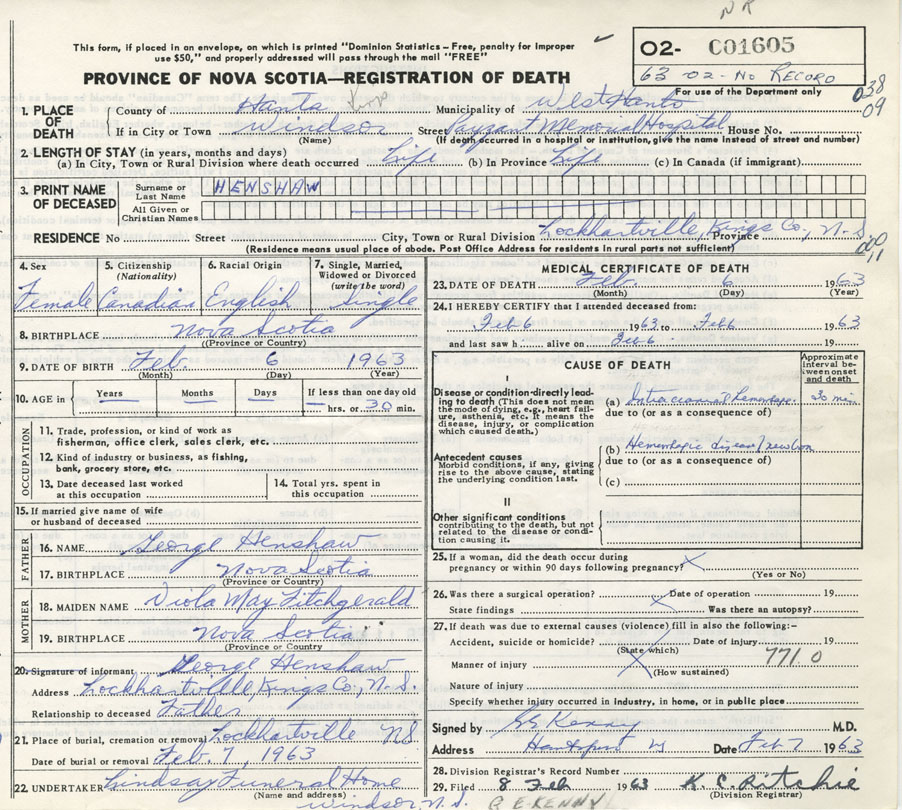 NR
This form, if placed in an envelope, on which is printed "Dominion Statistics – Free, penalty for improper
use $50," and properly addressed will pass through the mail "FREE"
PROVINCE OF NOVA SCOTIA—REGISTRATION OF DEATH
O2- C01605
63-02-No RECORD
For use of the Department only
038
09
1. PLACE OF DEATH County of Hants Kings Municipality of West Hants
If in City or Town Windsor (Name) Street Payzant Memorial Hospital House No.
(If death occurred in a hospital or institution, give the name instead of street and number)
2. LENGTH OF STAY (in years, months and days)
(a) In City, Town or Rural Division where death occurred Life (b) In Province Life (c) In Canada (if immigrant)
3. PRINT NAME OF DECEASED Surname or Last Name HENSHAW
All Given or Christian Names
RESIDENCE No Street City, Town or Rural Division Lockhartville, Kings Co., Province N.S
(Residence means usual place of abode. Post Office Address for residents in rural parts not sufficient)
4. Sex Female
5. Citizenship (Nationality) Canadian
6. Racial Origin English
7. Single, Married, Widowed or Divorced (write the word) Single
8. BIRTHPLACE Nova Scotia
(Province or Country)
9. DATE OF BIRTH Feb. 6 1963
(Month) (Day) (Year)
10. AGE in Years Months Days If less than one day old
hrs. or 30 min.
OCCUPATION
11. Trade, profession, or kind of work as
fisherman, office clerk, sales clerk, etc.
12. Kind of industry or business, as fishing,
bank, grocery store, etc.
13. Date deceased last worked
at this occupation
14. Total yrs. spent in
this occupation
15. If married give name of wife
or husband of deceased
FATHER
16. NAME George Henshaw
17. BIRTHPLACE Nova Scotia
(Province or Country)
MOTHER
18. MAIDEN NAME Viola May Fitchgerald
19. BIRTHPLACE Nova Scotia
(Province or Country
20. Signature of informant George Henshaw
Address Lockhartville, Kings Co., N.S.
Relationship to deceased Father
21. Place of burial, cremation or removal Lockhartville NS
Date of burial or removal Feb 7, 1963
22. UNDERTAKER Lindsay Funeral Home
(Name and address)
Windsor N.S.
MEDICAL CERTIFICATE OF DEATH
23. DATE OF DEATH Feb. 6 1963
(Month) (Day) (Year)
24. I HEREBY CERTIFY that I attended deceased from:
Feb 6 1963 to Feb 6 1963
and last saw h alive on Feb 6 19
CAUSE OF DEATH
Approximate interval between onset and death
I
Disease or condition directly leading to death (This does not mean the mode of dying, e.g., heart failure, asthenia, etc. It means the disease, injury, or complication which caused death.)
(a) Intracranial hemorrhage 30 min
due to (or as a consequence of)
Antecedent causes
Morbid conditions, if any, giving rise to the above cause, stating the underlying condition last.
(b) Hemorrhagic disease newborn
due to (or as a consequence of)
(c)
II
Other significant conditions
contributing to the death, but not related to the disease or condition causing it.
25. If a woman, did the death occur during
pregnancy or within 90 days following pregnancy?
(Yes or No)
26. Was there a surgical operation? Date of operation 19
State findings Was there an autopsy?
27. If death was due to external causes (violence) fill in also the following:–
Accident, suicide or homicide? Date of injury 19
(State which)
Manner of injury 771.0
(How sustained)
Nature of injury
Specify whether injury occurred in industry, in home, or in public place
Signed by M.D.
Address Hantsport NS Date Feb 7 1963
28. Division Registrar's Record Number
29. Filed 8 Feb 1963 K. C. Ritchie
(Division Registrar)
G. E. KENNY